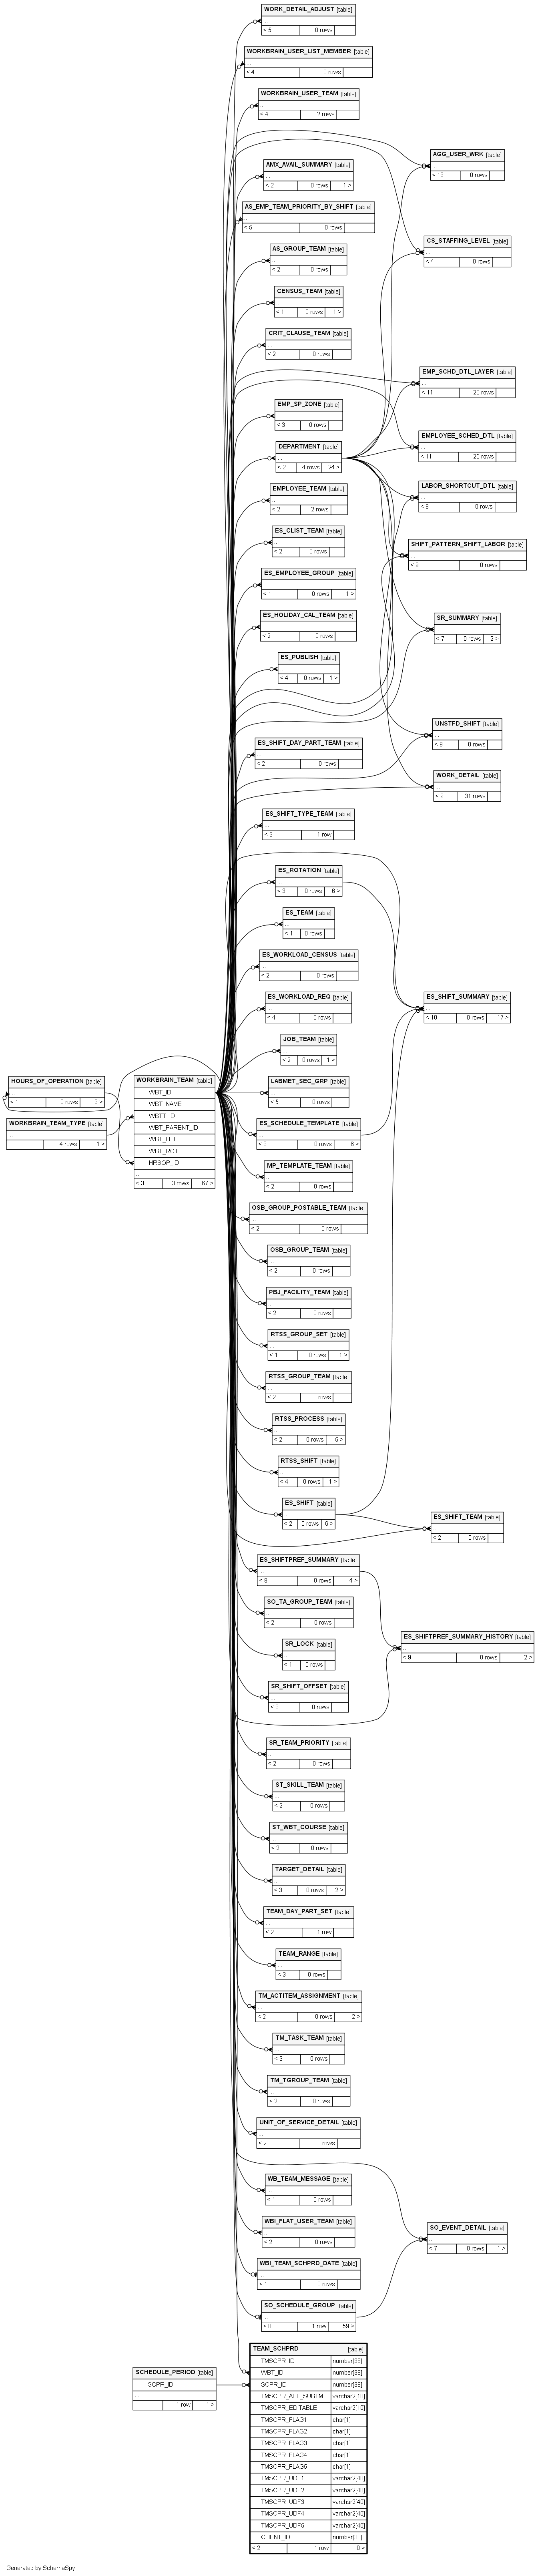 WORK_DETAIL_ADJUST [table]
...
< 5 0 rows
WORKBRAIN_USER_LIST_MEMBER [table]
...
< 4 0 rows
WORKBRAIN_USER_TEAM [table]
...
< 4 2 rows
AGG_USER_WRK [table]
...
< 13 0 rows
AMX_AVAIL_SUMMARY [table]
...
< 2 0 rows 1 >
AS_EMP_TEAM_PRIORITY_BY_SHIFT [table]
...
< 5 0 rows
CS_STAFFING_LEVEL [table]
...
< 4 0 rows
AS_GROUP_TEAM [table]
...
< 2 0 rows
CENSUS_TEAM [table]
...
< 1 0 rows 1 >
CRIT_CLAUSE_TEAM [table]
...
< 2 0 rows
EMP_SCHD_DTL_LAYER [table]
...
< 11 20 rows
EMP_SP_ZONE [table]
...
< 3 0 rows
EMPLOYEE_SCHED_DTL [table]
...
< 11 25 rows
DEPARTMENT [table]
...
< 2 4 rows 24 >
EMPLOYEE_TEAM [table]
...
< 2 2 rows
LABOR_SHORTCUT_DTL [table]
...
< 8 0 rows
ES_CLIST_TEAM [table]
...
< 2 0 rows
SHIFT_PATTERN_SHIFT_LABOR [table]
...
< 9 0 rows
ES_EMPLOYEE_GROUP [table]
...
< 1 0 rows 1 >
ES_HOLIDAY_CAL_TEAM [table]
...
< 2 0 rows
SR_SUMMARY [table]
...
< 7 0 rows 2 >
ES_PUBLISH [table]
...
< 4 0 rows 1 >
UNSTFD_SHIFT [table]
...
< 9 0 rows
ES_SHIFT_DAY_PART_TEAM [table]
...
< 2 0 rows
WORK_DETAIL [table]
...
< 9 31 rows
ES_SHIFT_TYPE_TEAM [table]
...
< 3 1 row
ES_ROTATION [table]
...
< 3 0 rows 6 >
ES_TEAM [table]
...
< 1 0 rows
ES_WORKLOAD_CENSUS [table]
...
< 2 0 rows
ES_WORKLOAD_REQ [table]
...
< 4 0 rows
ES_SHIFT_SUMMARY [table]
...
< 10 0 rows 17 >
JOB_TEAM [table]
...
< 2 0 rows 1 >
HOURS_OF_OPERATION [table]
...
< 1 0 rows 3 >
WORKBRAIN_TEAM_TYPE [table]
...
4 rows 1 >
WORKBRAIN_TEAM [table]
WBT_ID
WBT_NAME
WBTT_ID
WBT_PARENT_ID
WBT_LFT
WBT_RGT
HRSOP_ID
...
< 3 3 rows 67 >
LABMET_SEC_GRP [table]
...
< 5 0 rows
ES_SCHEDULE_TEMPLATE [table]
...
< 3 0 rows 6 >
MP_TEMPLATE_TEAM [table]
...
< 2 0 rows
OSB_GROUP_POSTABLE_TEAM [table]
...
< 2 0 rows
OSB_GROUP_TEAM [table]
...
< 2 0 rows
PBJ_FACILITY_TEAM [table]
...
< 2 0 rows
RTSS_GROUP_SET [table]
...
< 1 0 rows 1 >
RTSS_GROUP_TEAM [table]
...
< 2 0 rows
RTSS_PROCESS [table]
...
< 2 0 rows 5 >
RTSS_SHIFT [table]
...
< 4 0 rows 1 >
ES_SHIFT [table]
...
< 2 0 rows 6 >
ES_SHIFT_TEAM [table]
...
< 2 0 rows
ES_SHIFTPREF_SUMMARY [table]
...
< 8 0 rows 4 >
SO_TA_GROUP_TEAM [table]
...
< 2 0 rows
ES_SHIFTPREF_SUMMARY_HISTORY [table]
...
< 9 0 rows 2 >
SR_LOCK [table]
...
< 1 0 rows
SR_SHIFT_OFFSET [table]
...
< 3 0 rows
SR_TEAM_PRIORITY [table]
...
< 2 0 rows
ST_SKILL_TEAM [table]
...
< 2 0 rows
ST_WBT_COURSE [table]
...
< 2 0 rows
TARGET_DETAIL [table]
...
< 3 0 rows 2 >
TEAM_DAY_PART_SET [table]
...
< 2 1 row
TEAM_RANGE [table]
...
< 3 0 rows
TM_ACTITEM_ASSIGNMENT [table]
...
< 2 0 rows 2 >
TM_TASK_TEAM [table]
...
< 3 0 rows
TM_TGROUP_TEAM [table]
...
< 2 0 rows
UNIT_OF_SERVICE_DETAIL [table]
...
< 2 0 rows
WB_TEAM_MESSAGE [table]
...
< 1 0 rows
WBI_FLAT_USER_TEAM [table]
...
< 2 0 rows
SO_EVENT_DETAIL [table]
...
< 7 0 rows 1 >
WBI_TEAM_SCHPRD_DATE [table]
...
< 1 0 rows
SO_SCHEDULE_GROUP [table]
...
< 8 1 row 59 >
SCHEDULE_PERIOD [table]
SCPR_ID
...
1 row 1 >
TEAM_SCHPRD [table]
TMSCPR_ID number[38]
WBT_ID number[38]
SCPR_ID number[38]
TMSCPR_APL_SUBTM varchar2[10]
TMSCPR_EDITABLE varchar2[10]
TMSCPR_FLAG1 char[1]
TMSCPR_FLAG2 char[1]
TMSCPR_FLAG3 char[1]
TMSCPR_FLAG4 char[1]
TMSCPR_FLAG5 char[1]
TMSCPR_UDF1 varchar2[40]
TMSCPR_UDF2 varchar2[40]
TMSCPR_UDF3 varchar2[40]
TMSCPR_UDF4 varchar2[40]
TMSCPR_UDF5 varchar2[40]
CLIENT_ID number[38]
< 2 1 row 0 >
Generated by SchemaSpy